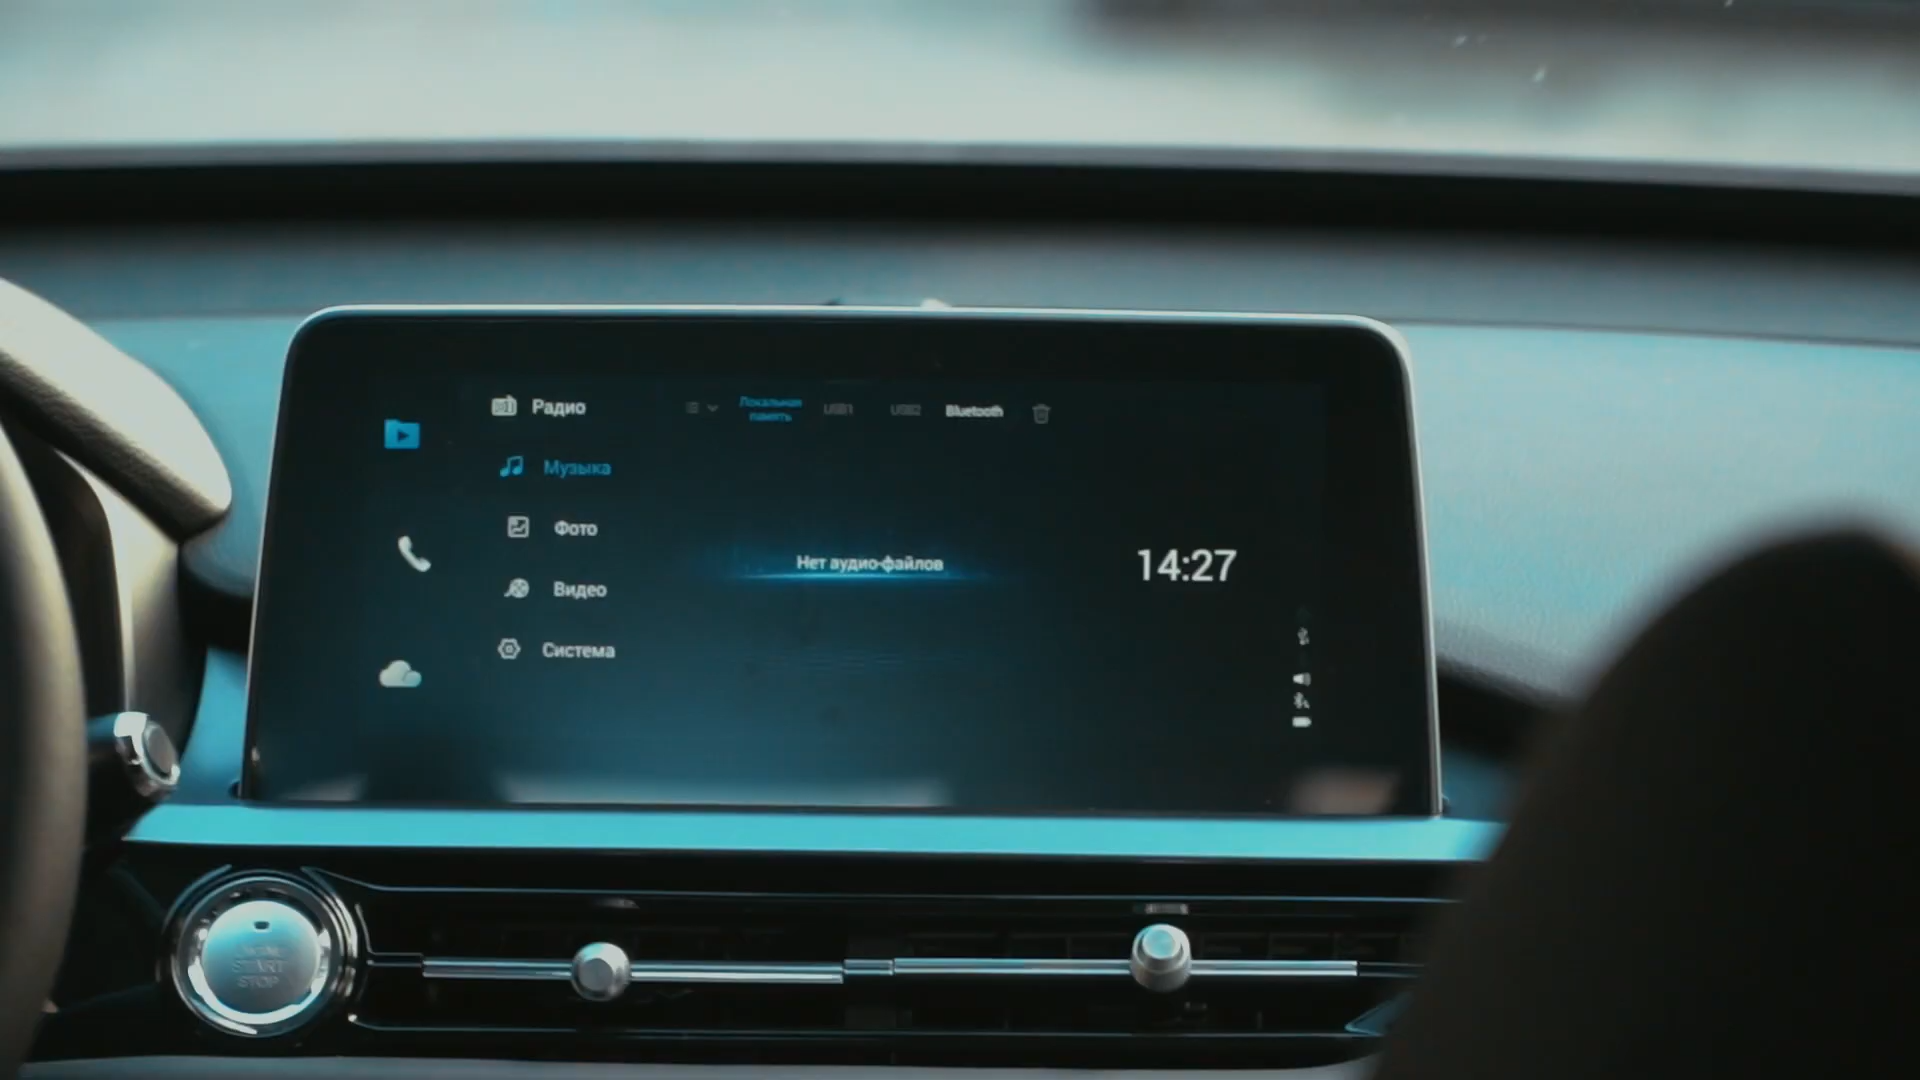 Радио
Локальная
память
USB1
USB2
Bluetooth
Музыка
Фото
Нет аудио-файлов
14:27
Видео
Система
START
STOP